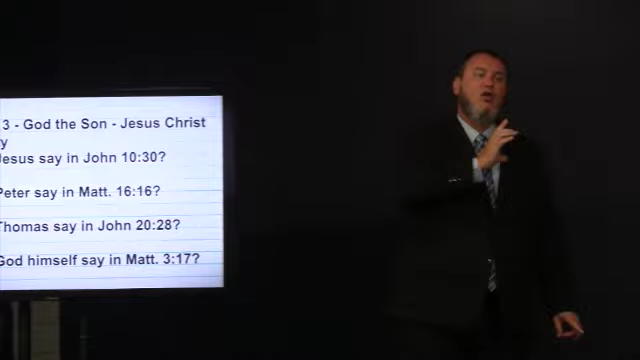 3 - God the Son - Jesus Christ
y
Jesus say in John 10:30?
Peter say in Matt. 16:16?
Thomas say in John 20:28?
God himself say in Matt. 3:17?